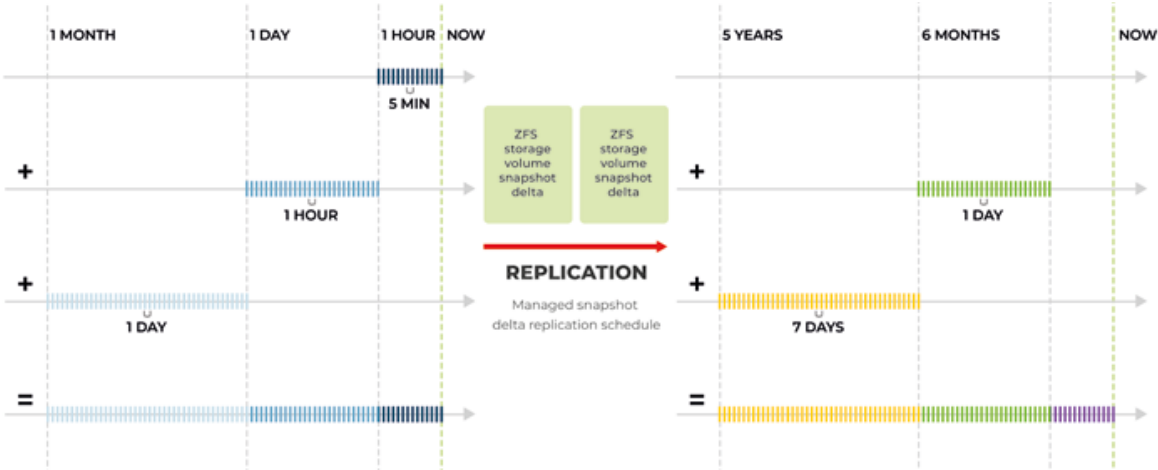 1 MONTH
1 DAY
1 HOUR
NOW
5 MIN
+
1 HOUR
+
1 DAY
=
ZFS
storage
volume
snapshot
delta
ZFS
storage
volume
snapshot
delta
REPLICATION
Managed snapshot
delta replication schedule
5 YEARS
6 MONTHS
NOW
+
1 DAY
+
7 DAYS
=